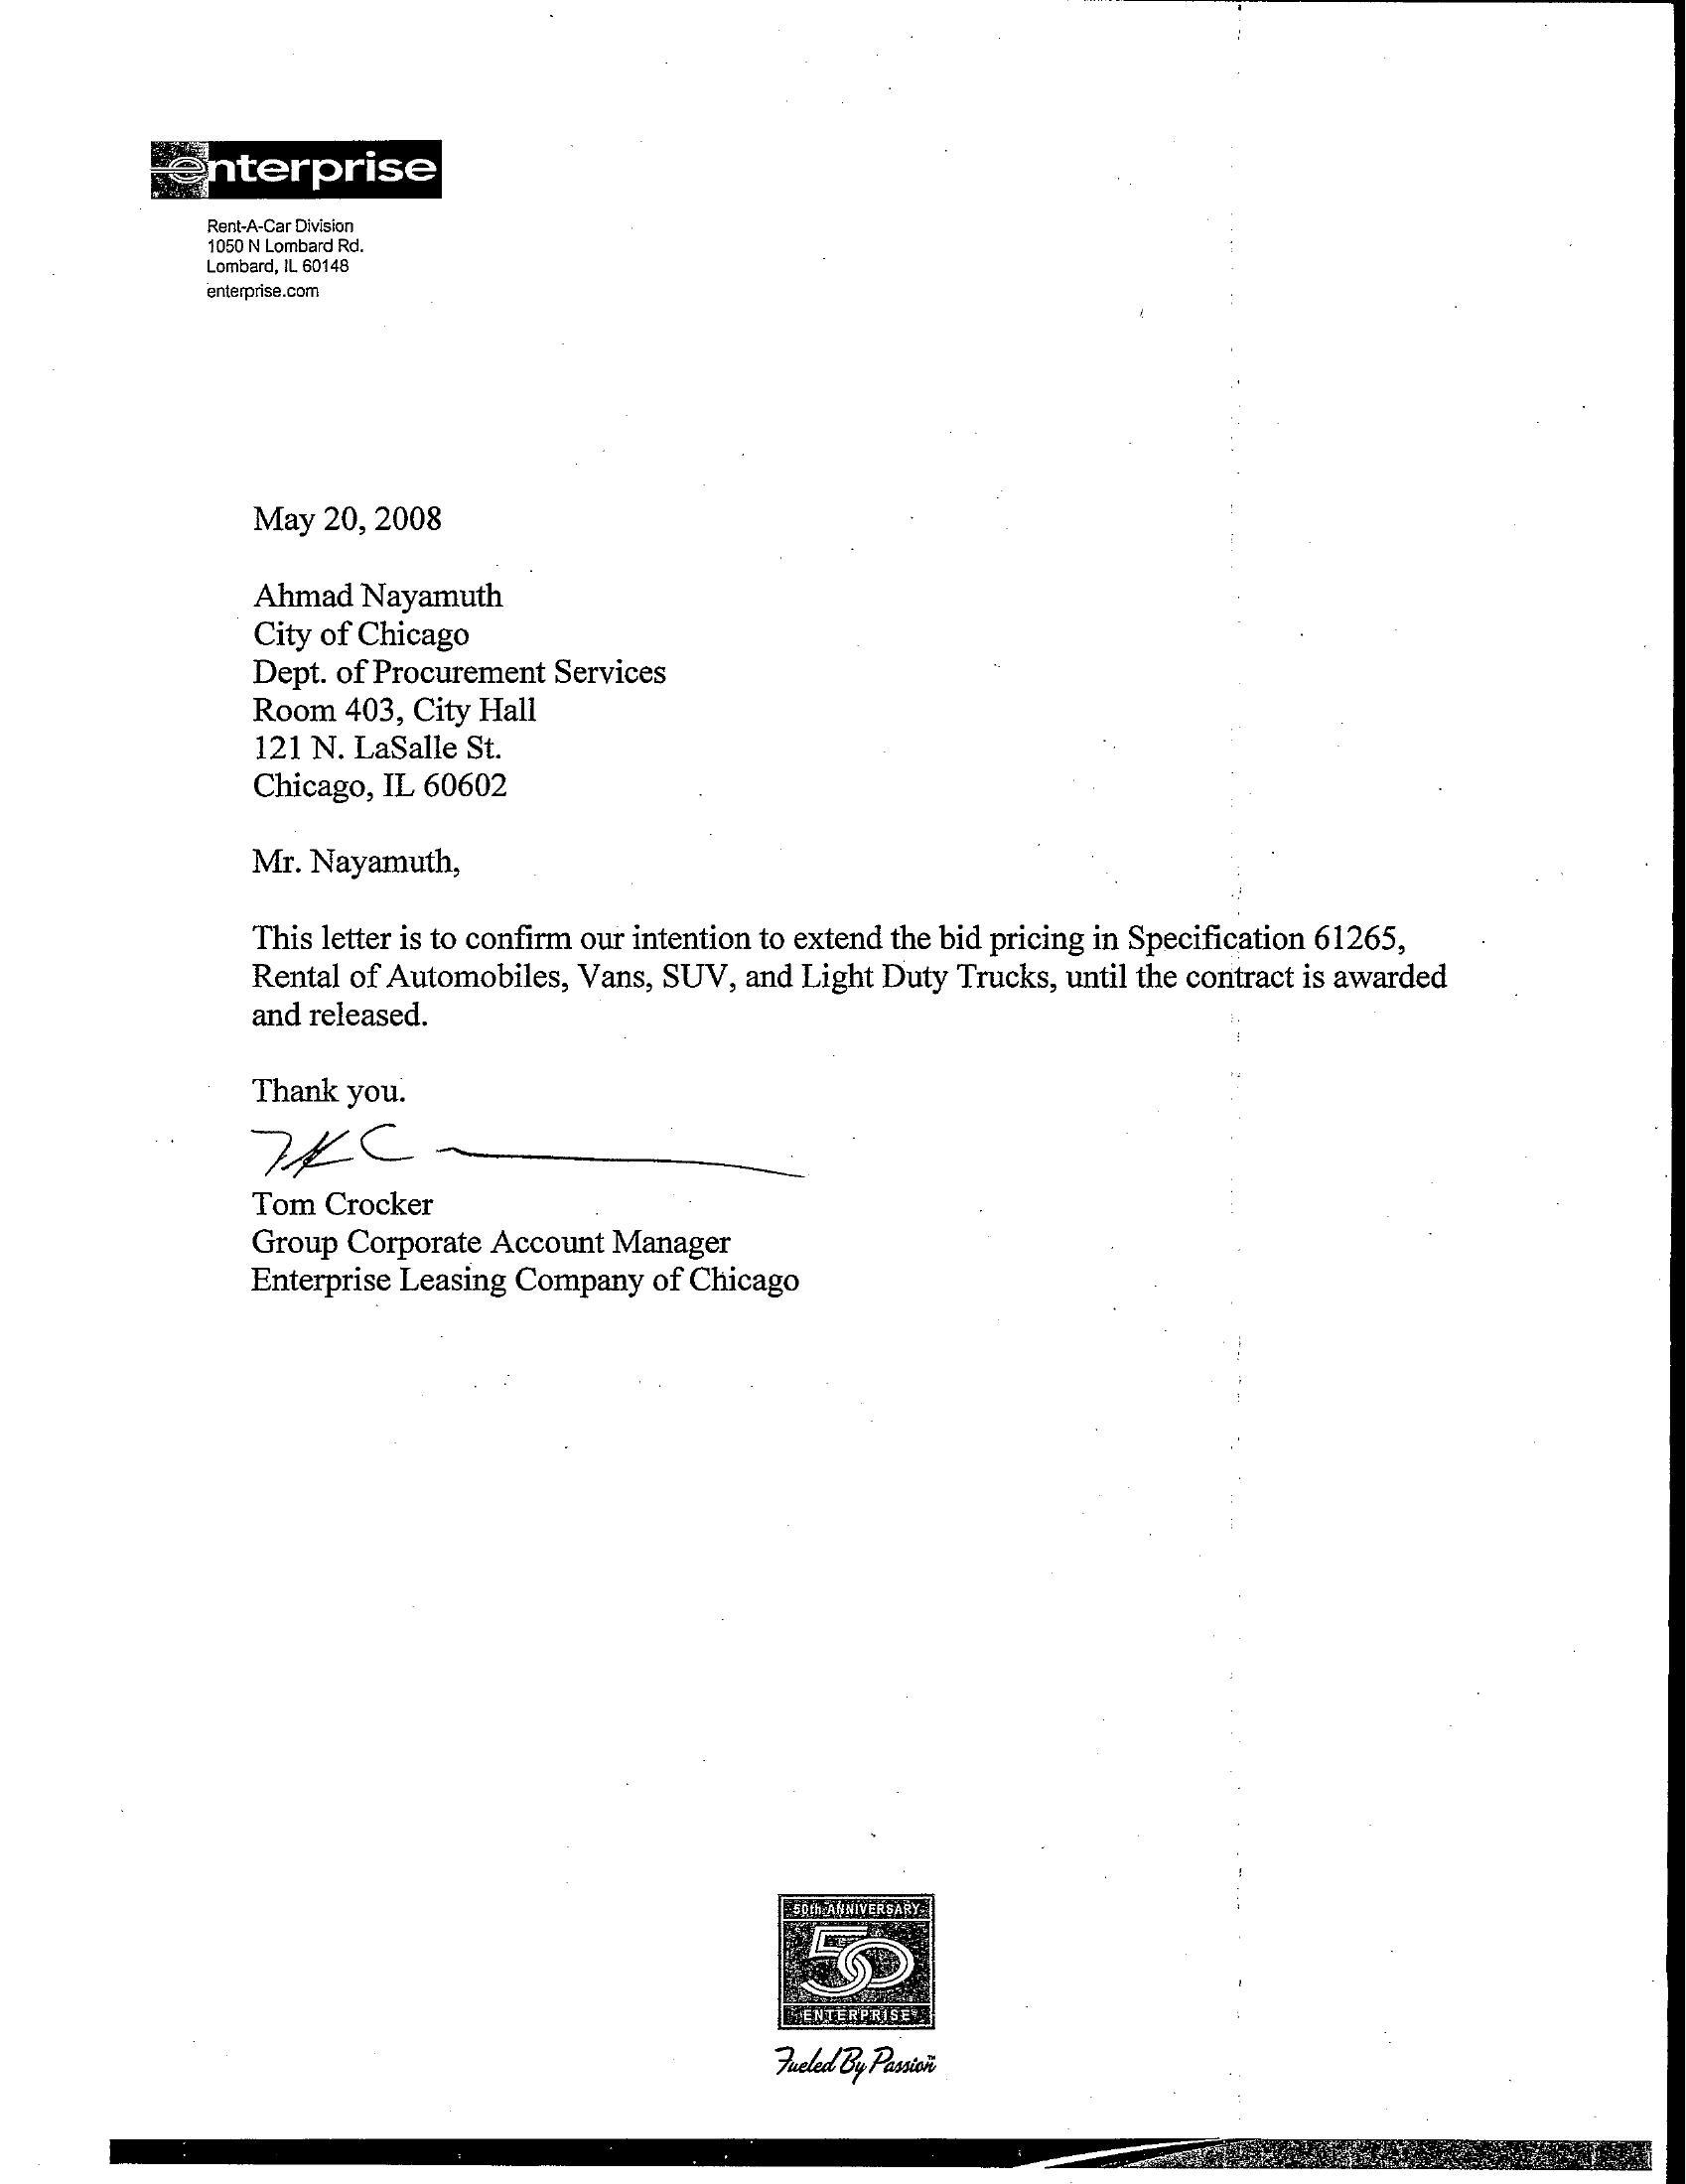 enterprise
Rent-A-Car Division
1050 N Lombard Rd.
Lombard, IL 60148
enterprise.com
May 20, 2008
Ahmad Nayamuth
City of Chicago
Dept. of Procurement Services
Room 403, City Hall
121 N. LaSalle St.
Chicago, IL 60602
Mr. Nayamuth,
This letter is to confirm our intention to extend the bid pricing in Specification 61265,
Rental of Automobiles, Vans, SUV, and Light Duty Trucks, until the contract is awarded
and released.
Thank you.
TKC
Tom Crocker
Group Corporate Account Manager
Enterprise Leasing Company of Chicago
50th ANNIVERSARY
50
ENTERPRISE
Fueled By Passion™